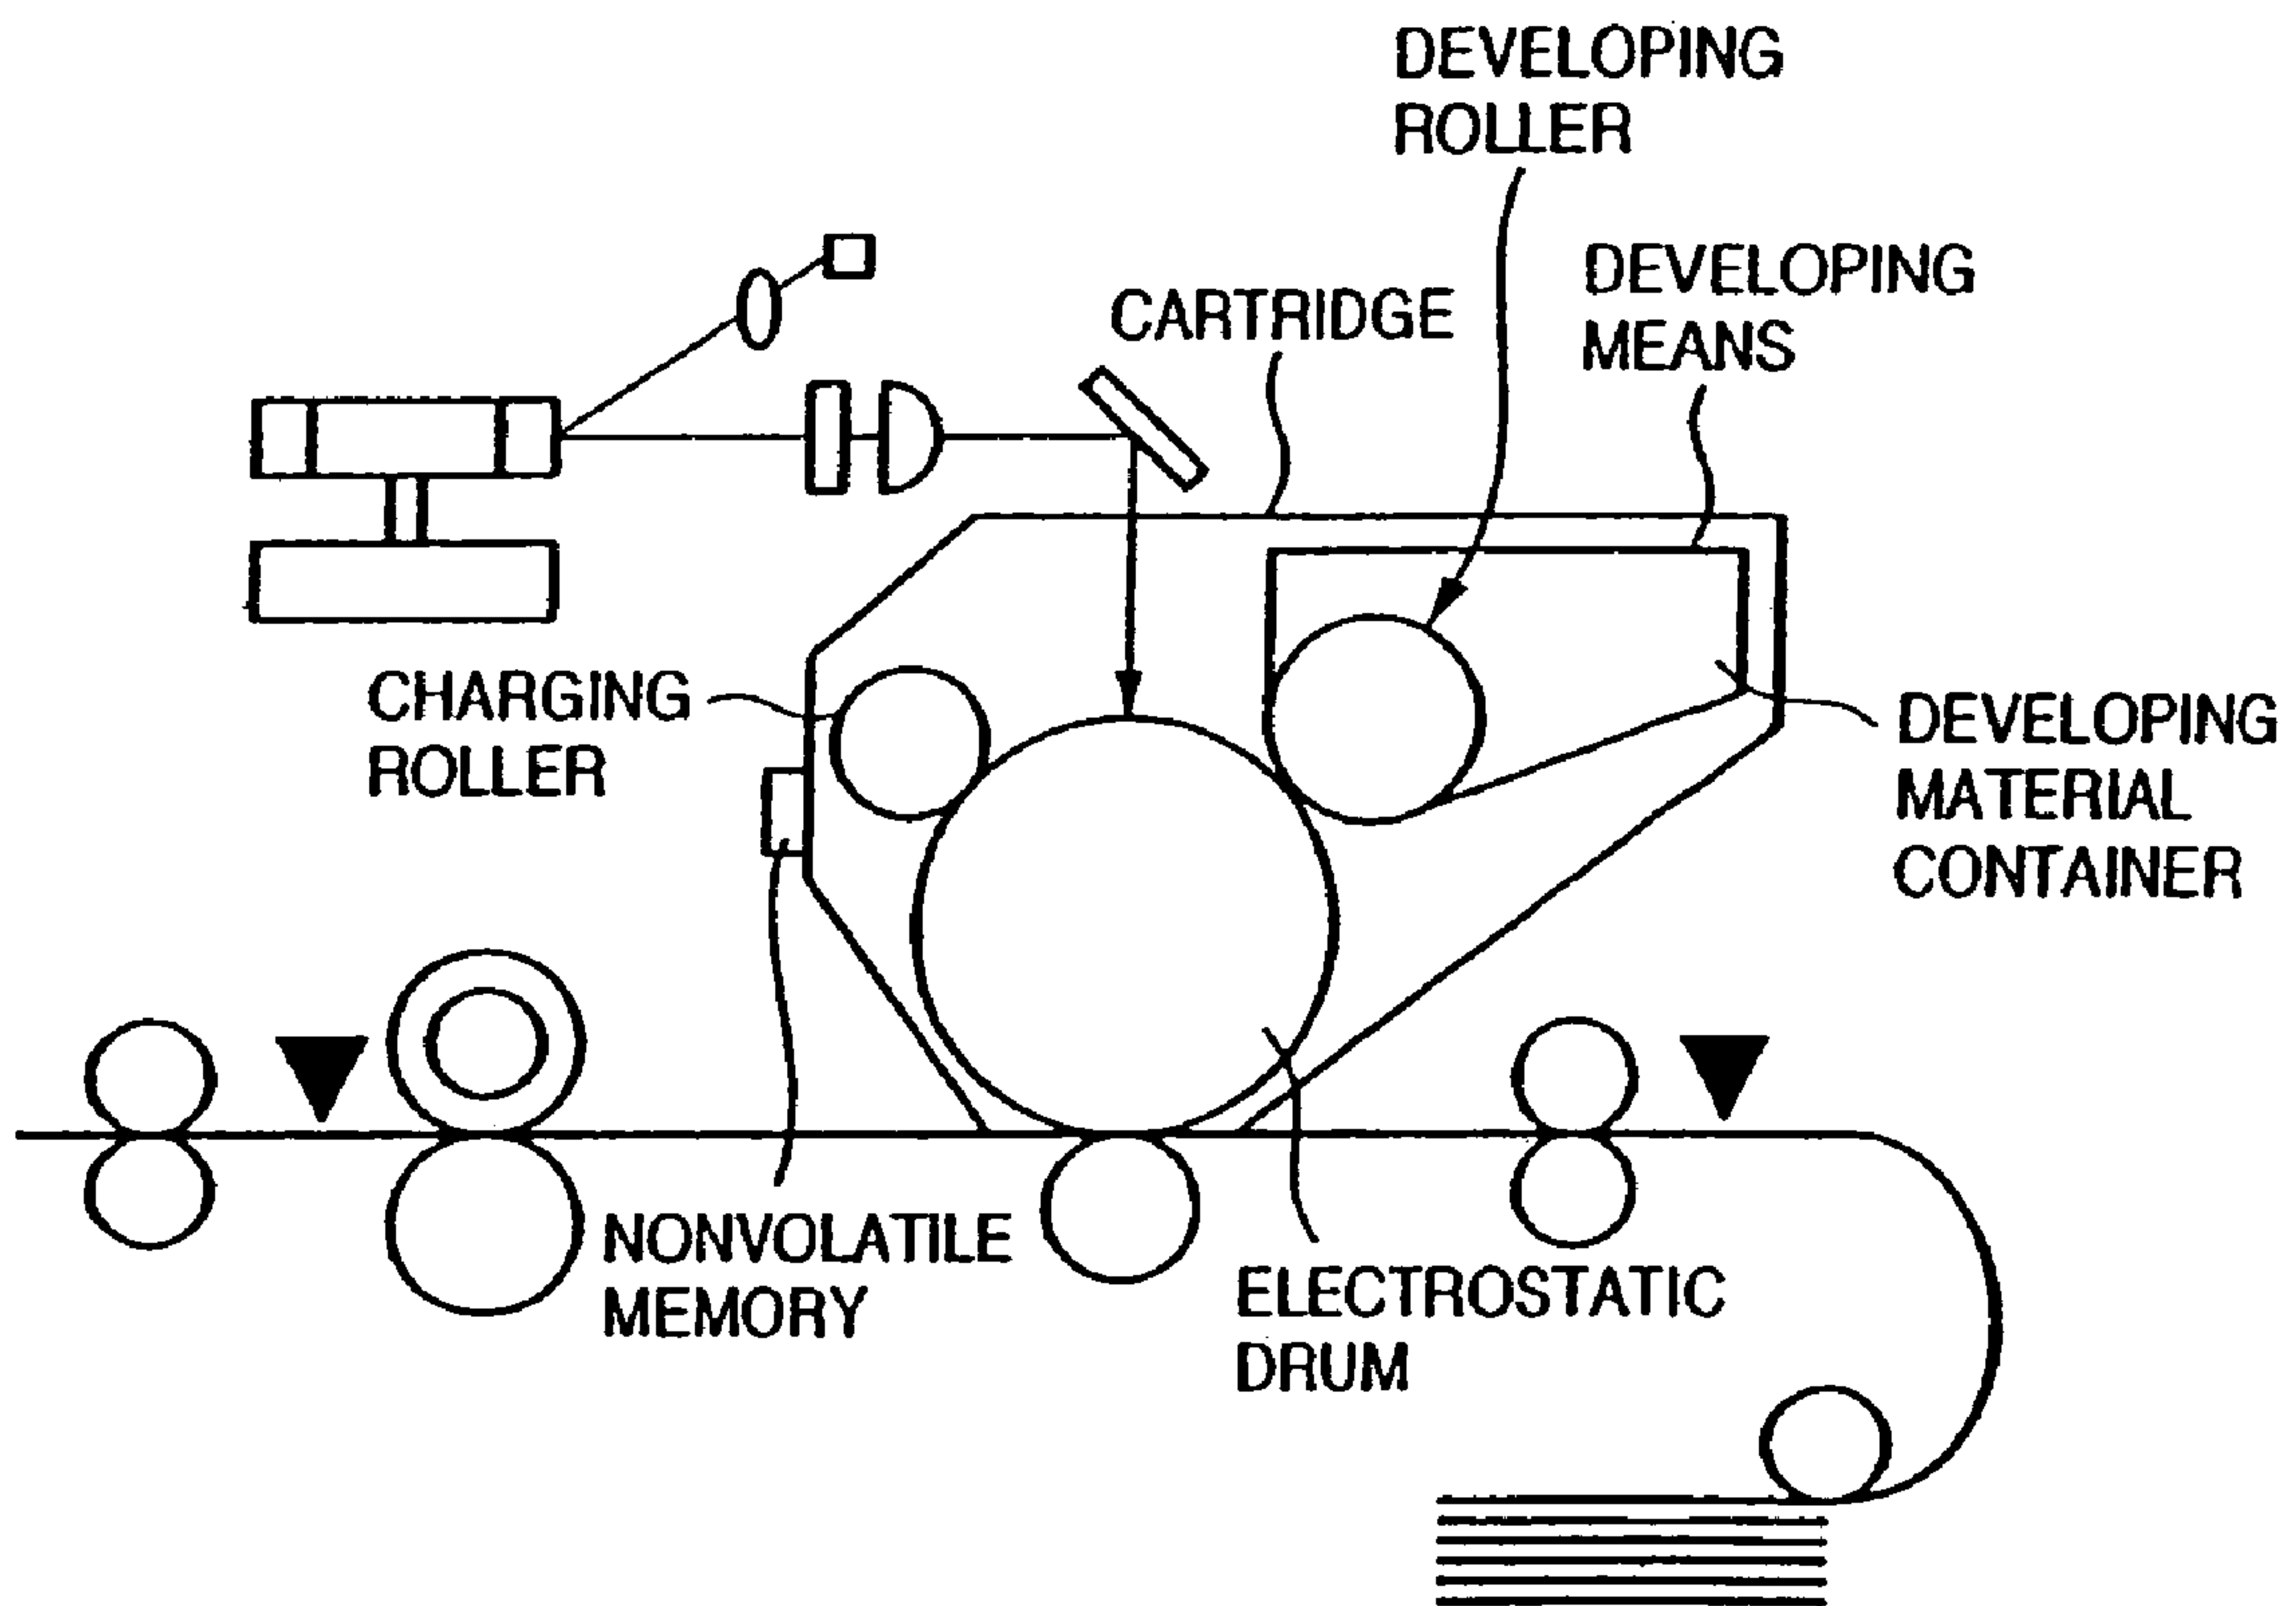 DEVELOPING
ROLLER
DEVELOPING
MEANS
CARTRIDGE
CHARGING
ROLLER
DEVELOPING
MATERIAL
CONTAINER
NONVOLATILE
MEMORY
ELECTROSTATIC
DRUM